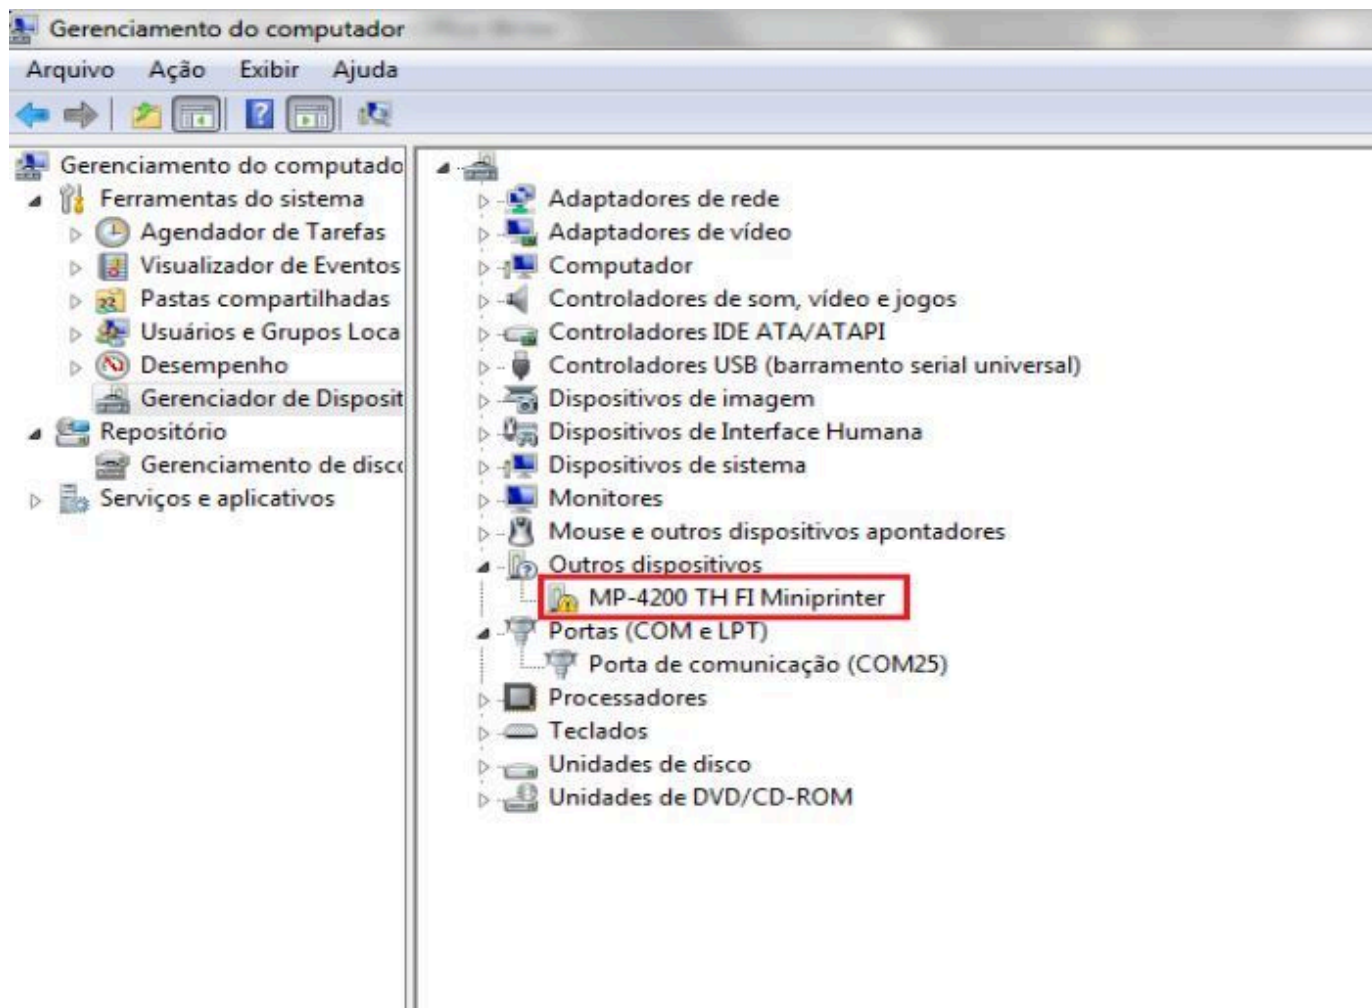 Gerenciamento do computador
Arquivo Ação Exibir Ajuda
Gerenciamento do computado
Ferramentas do sistema
Agendador de Tarefas
Visualizador de Eventos
Pastas compartilhadas
Usuários e Grupos Loca
Desempenho
Gerenciador de Disposit
Repositório
Gerenciamento de disco
Serviços e aplicativos
Adaptadores de rede
Adaptadores de vídeo
Computador
Controladores de som, vídeo e jogos
Controladores IDE ATA/ATAPI
Controladores USB (barramento serial universal)
Dispositivos de imagem
Dispositivos de Interface Humana
Dispositivos de sistema
Monitores
Mouse e outros dispositivos apontadores
Outros dispositivos
MP-4200 TH FI Miniprinter
Portas (COM e LPT)
Porta de comunicação (COM25)
Processadores
Teclados
Unidades de disco
Unidades de DVD/CD-ROM